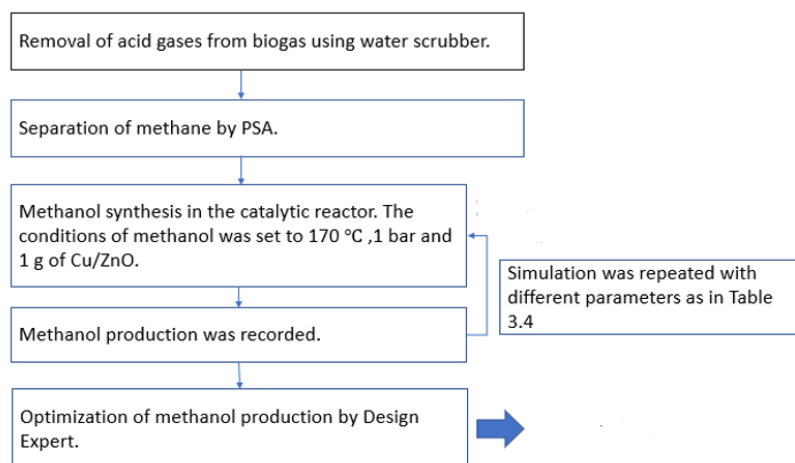 Removal of acid gases from biogas using water scrubber.
Separation of methane by PSA.
Methanol synthesis in the catalytic reactor. The
conditions of methanol was set to 170 °C ,1 bar and
1 g of Cu/ZnO.
Simulation was repeated with
different parameters as in Table
3.4
Methanol production was recorded.
Optimization of methanol production by Design
Expert.